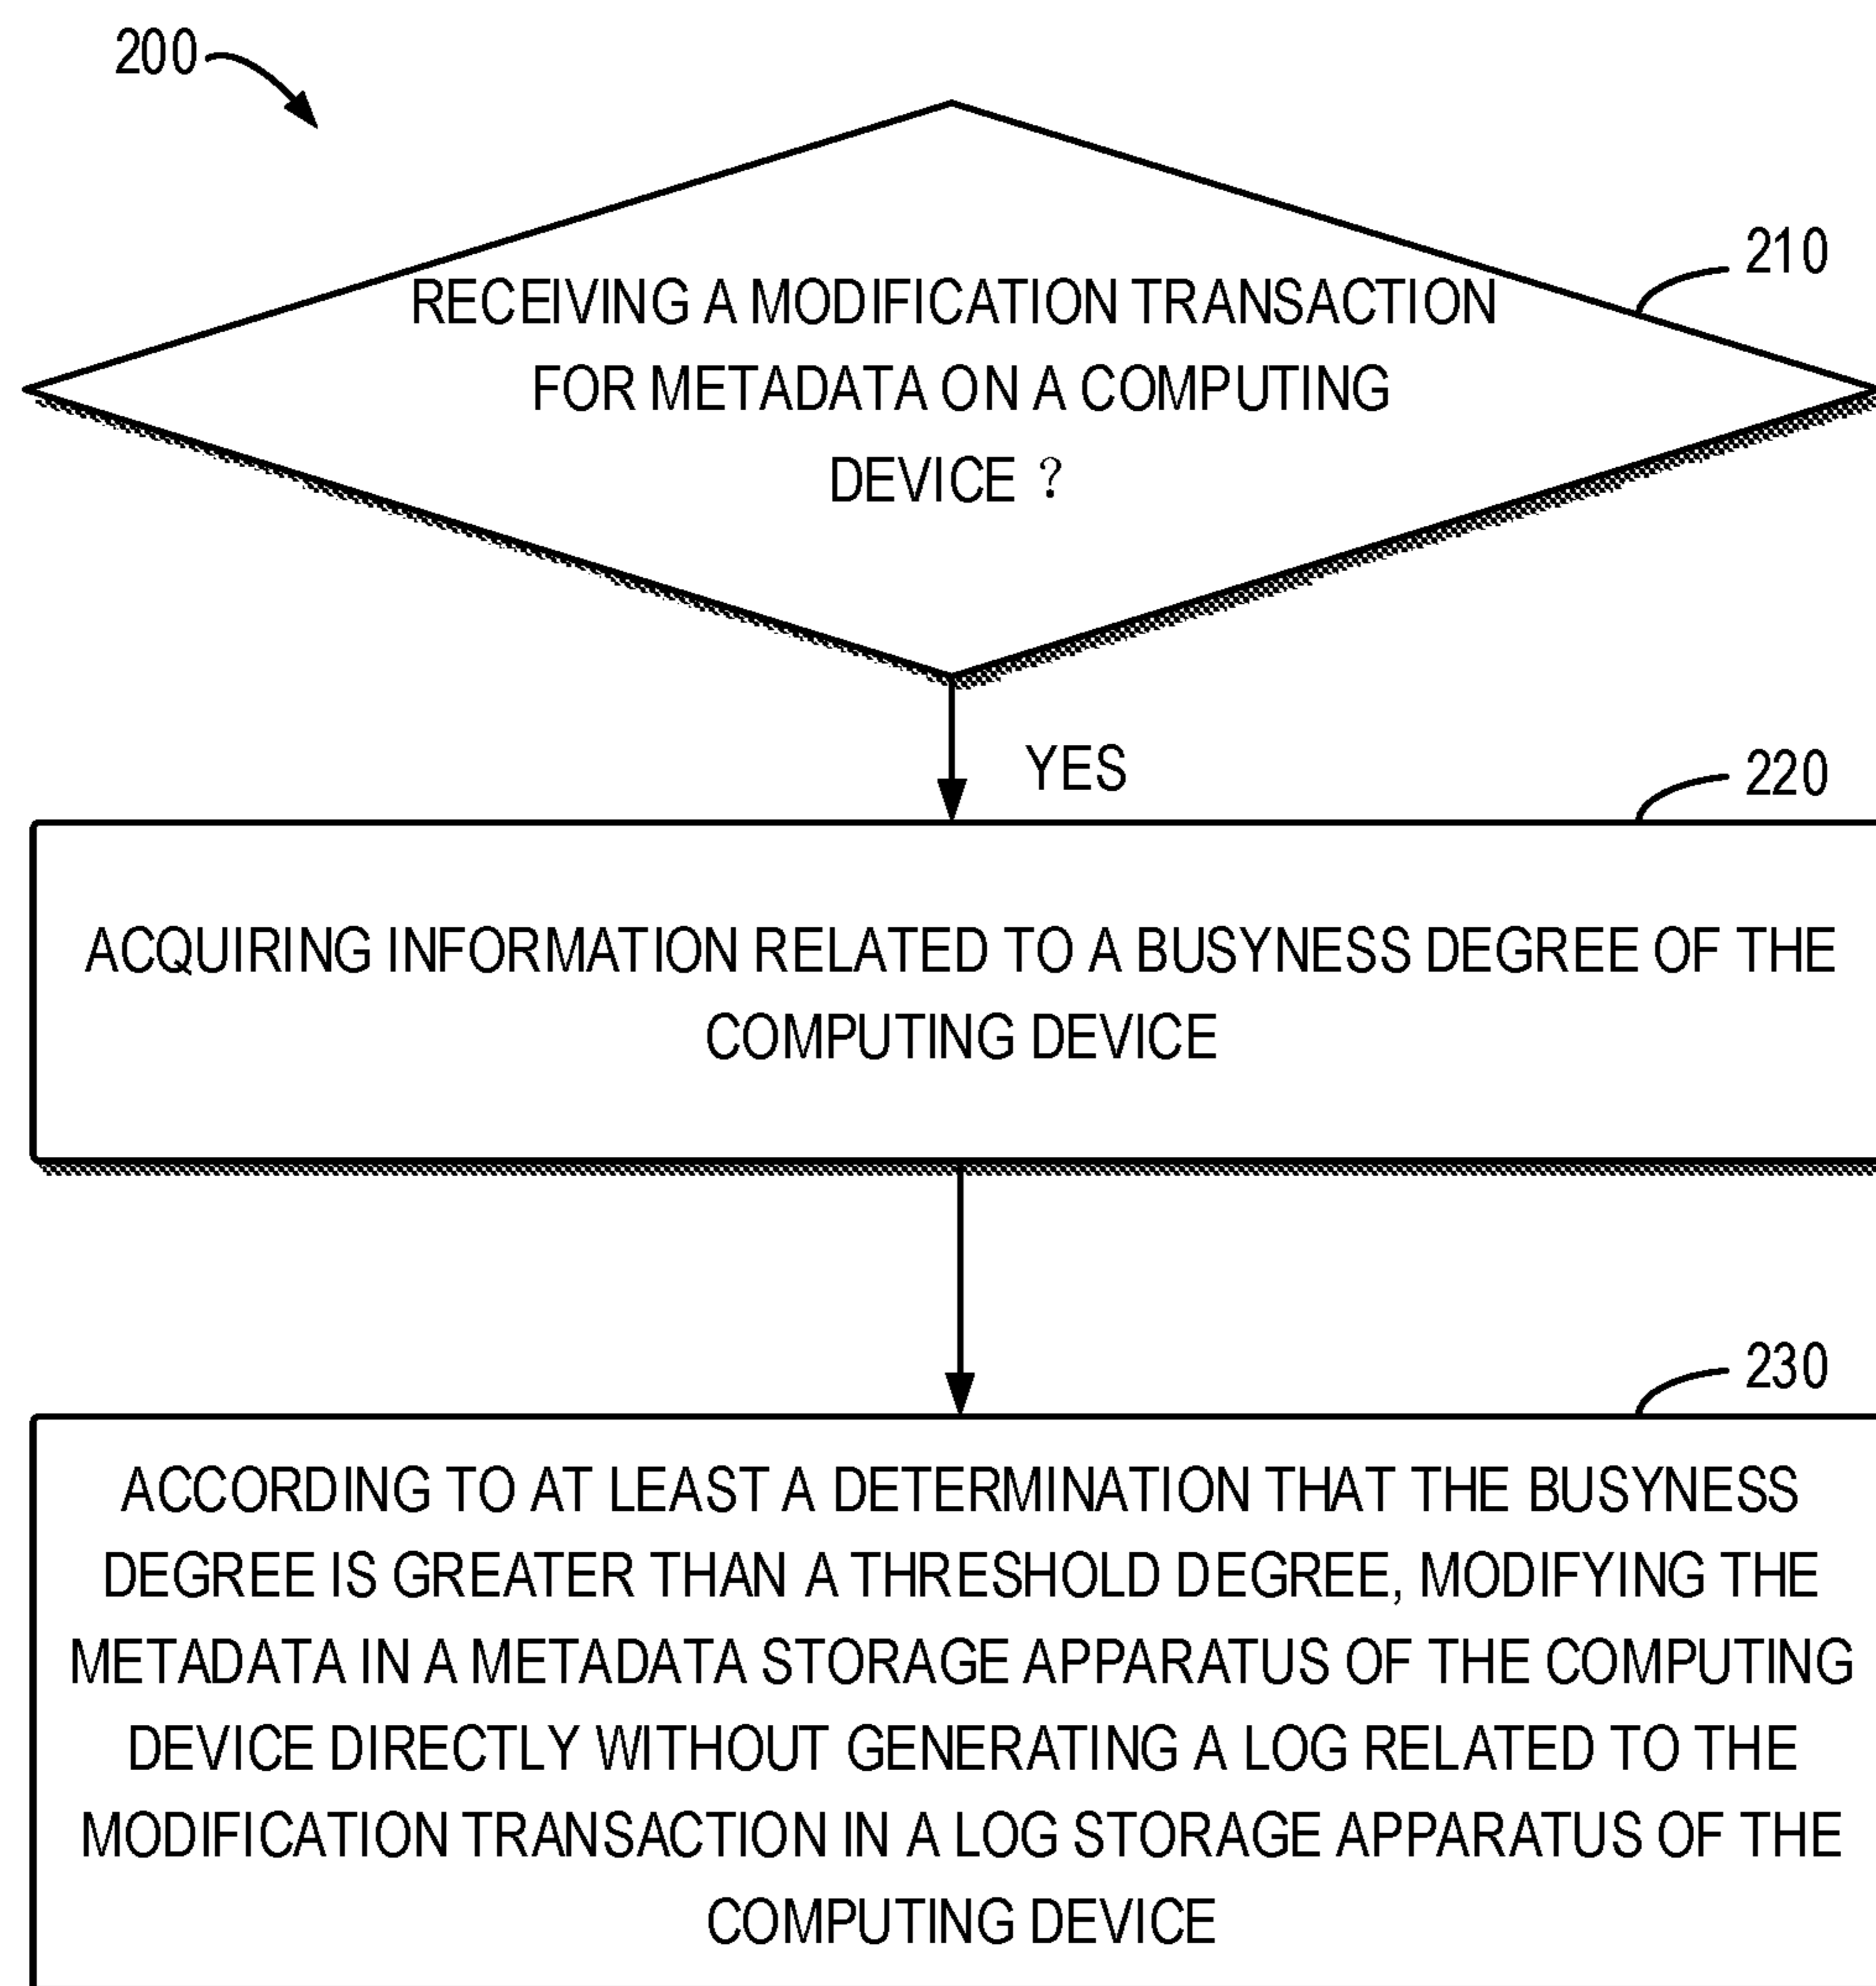 200
210
RECEIVING A MODIFICATION TRANSACTION
FOR METADATA ON A COMPUTING
DEVICE ?
YES
220
ACQUIRING INFORMATION RELATED TO A BUSYNESS DEGREE OF THE
COMPUTING DEVICE
230
ACCORDING TO AT LEAST A DETERMINATION THAT THE BUSYNESS
DEGREE IS GREATER THAN A THRESHOLD DEGREE, MODIFYING THE
METADATA IN A METADATA STORAGE APPARATUS OF THE COMPUTING
DEVICE DIRECTLY WITHOUT GENERATING A LOG RELATED TO THE
MODIFICATION TRANSACTION IN A LOG STORAGE APPARATUS OF THE
COMPUTING DEVICE